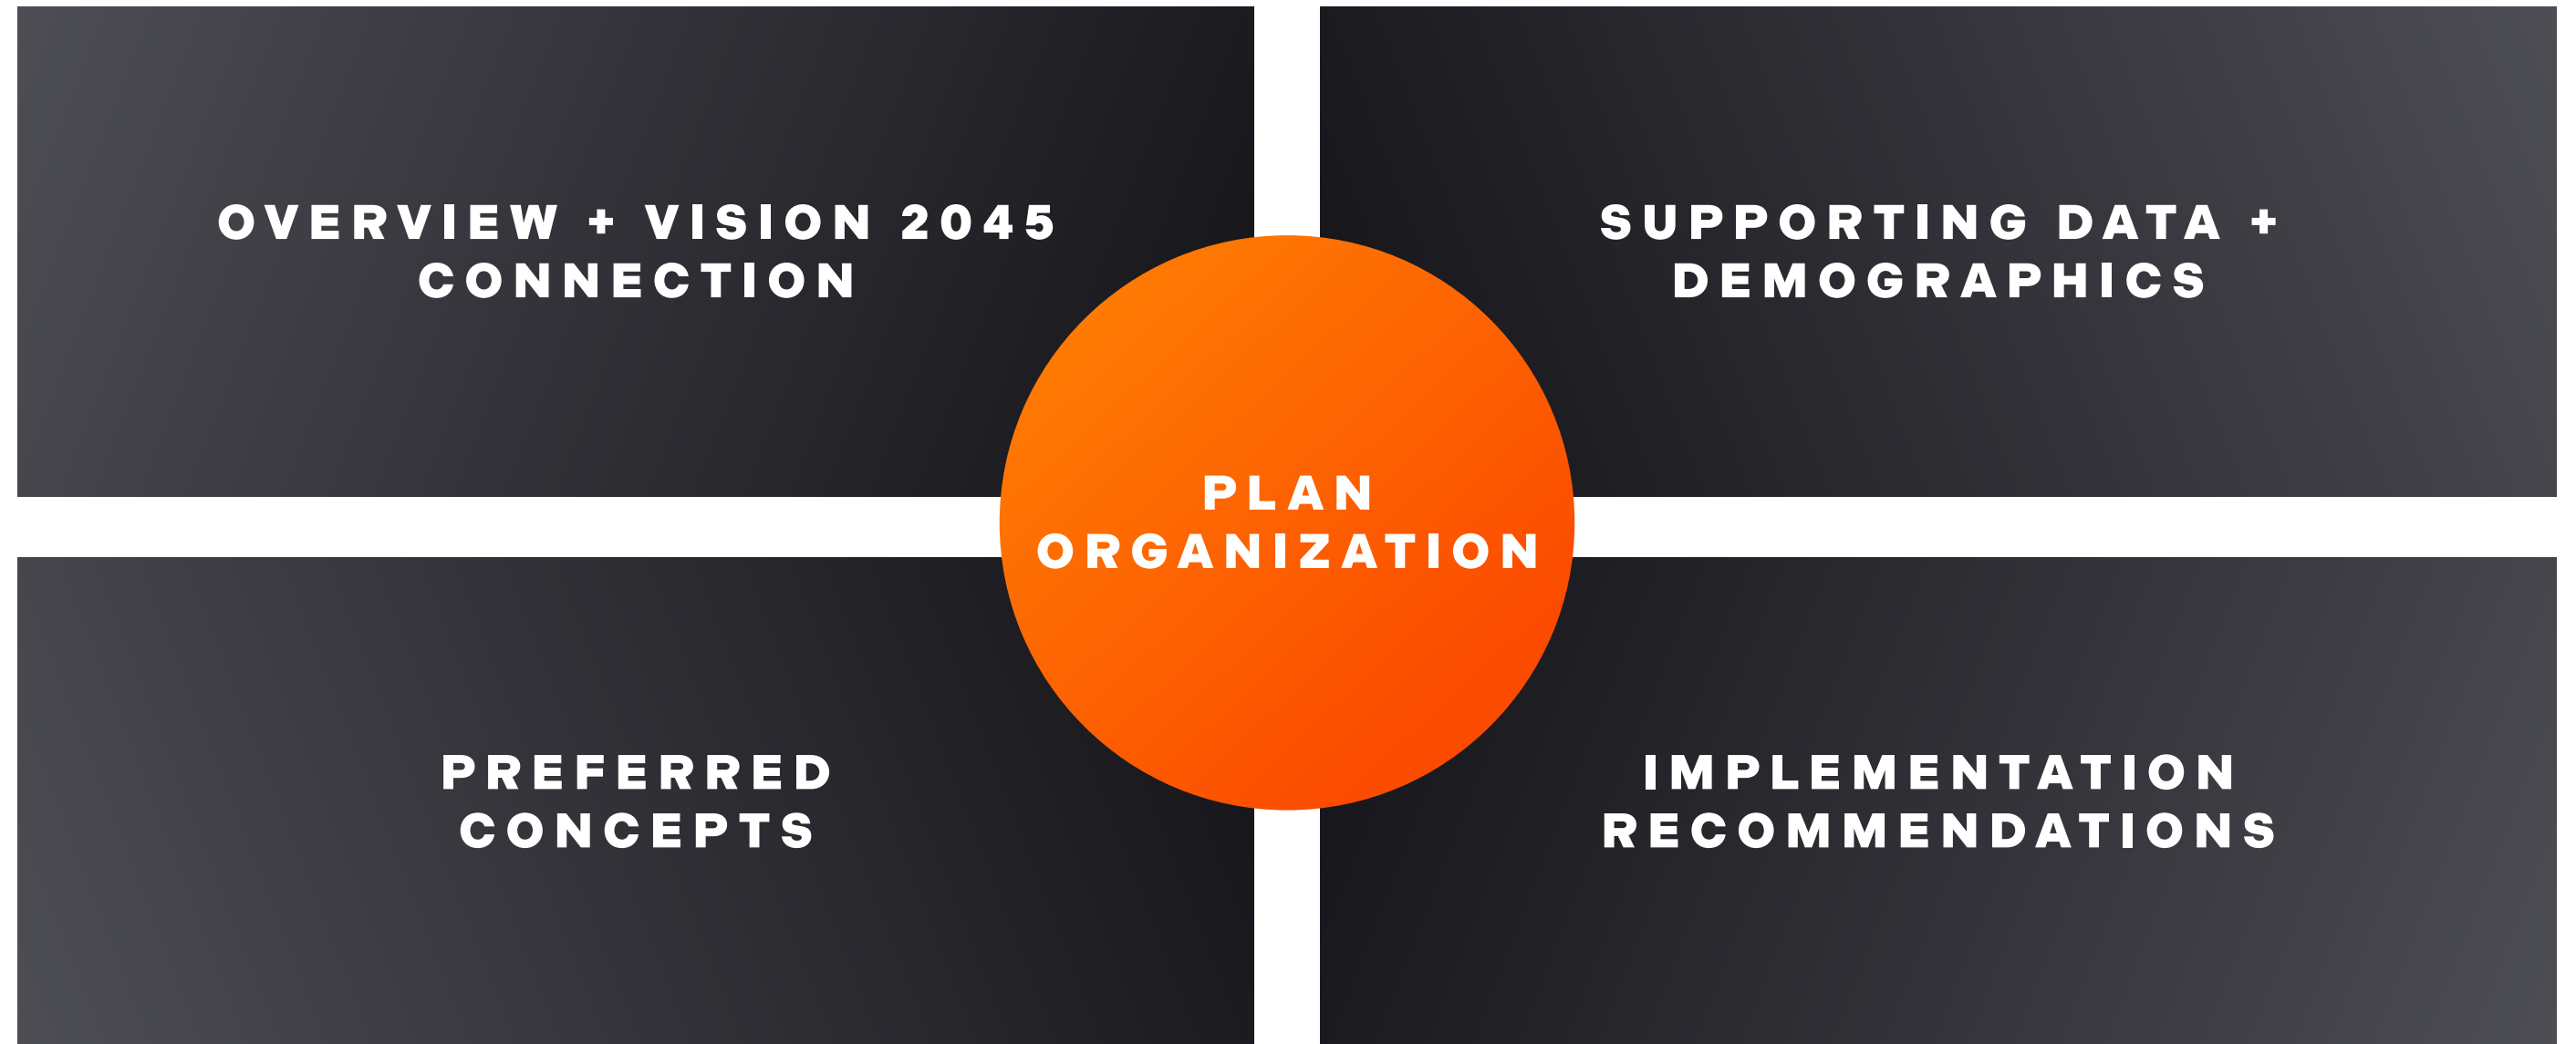 OVERVIEW + VISION 2045
CONNECTION
SUPPORTING DATA +
DEMOGRAPHICS
PLAN
ORGANIZATION
PREFERRED
CONCEPTS
IMPLEMENTATION
RECOMMENDATIONS